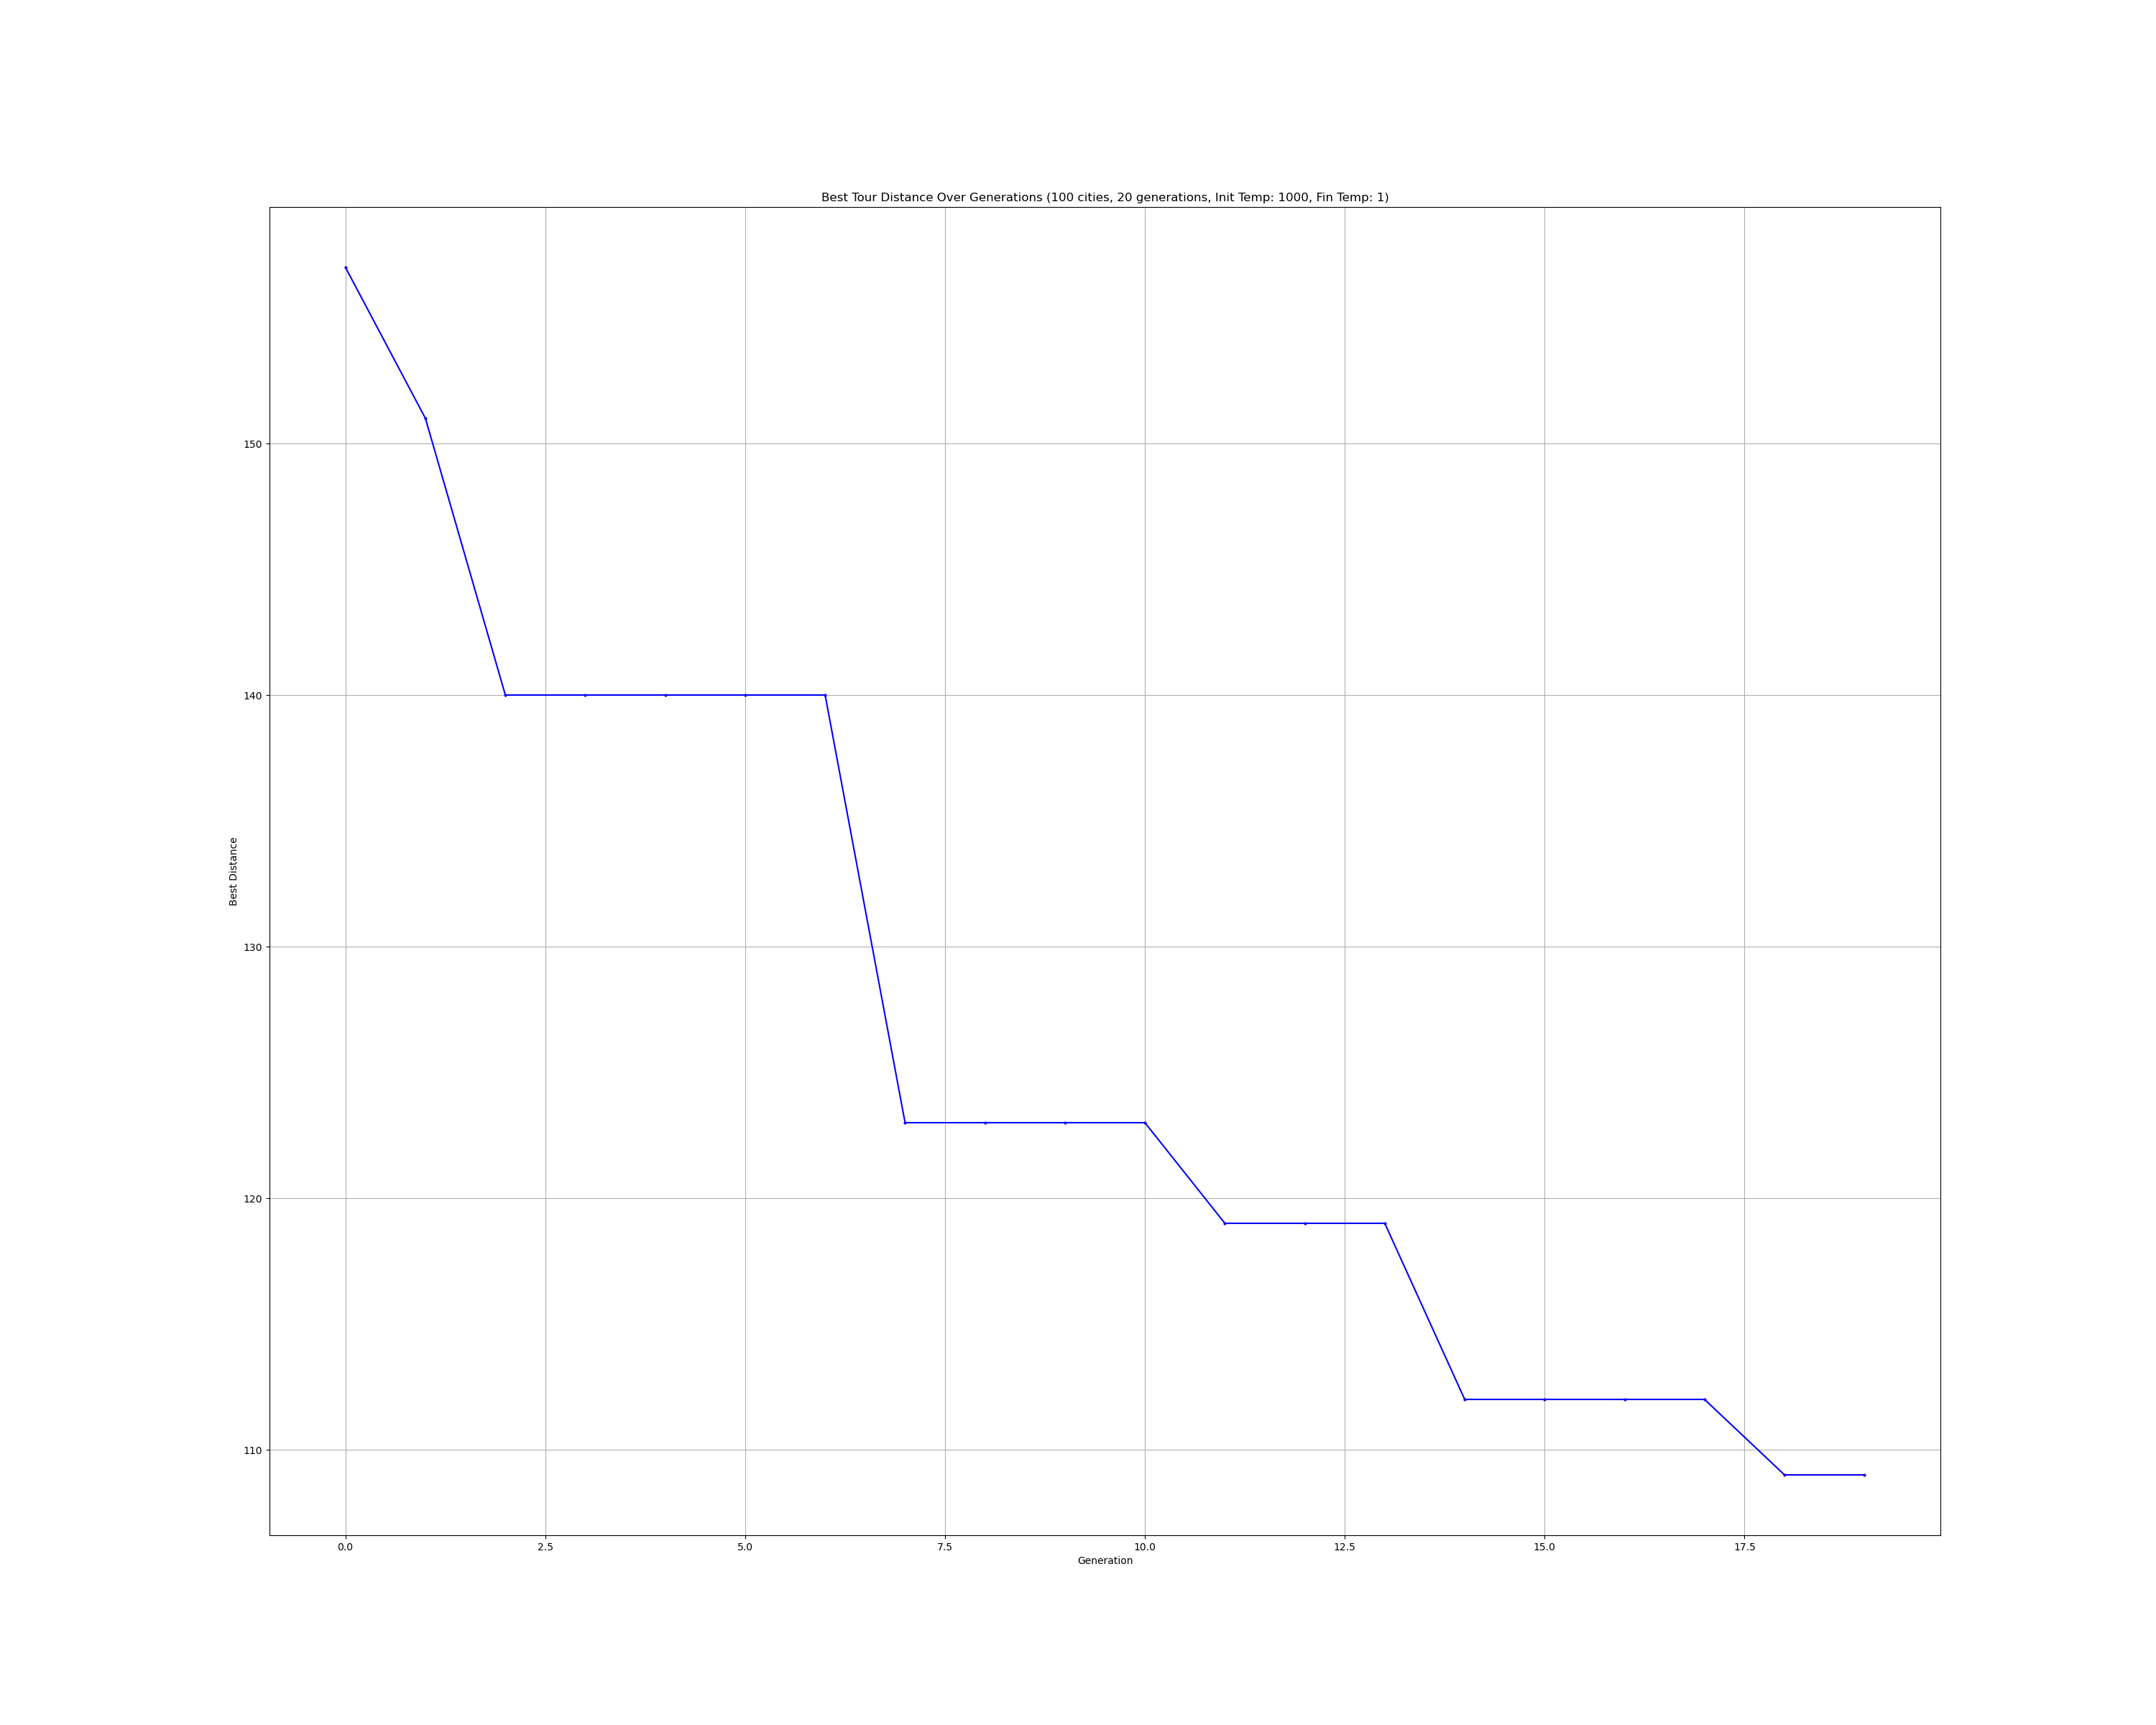 Best Tour Distance Over Generations (100 cities, 20 generations, Init Temp: 1000, Fin Temp: 1)
150
140
130
120
110
Best Distance
0.0 2.5 5.0 7.5 10.0 12.5 15.0 17.5
Generation